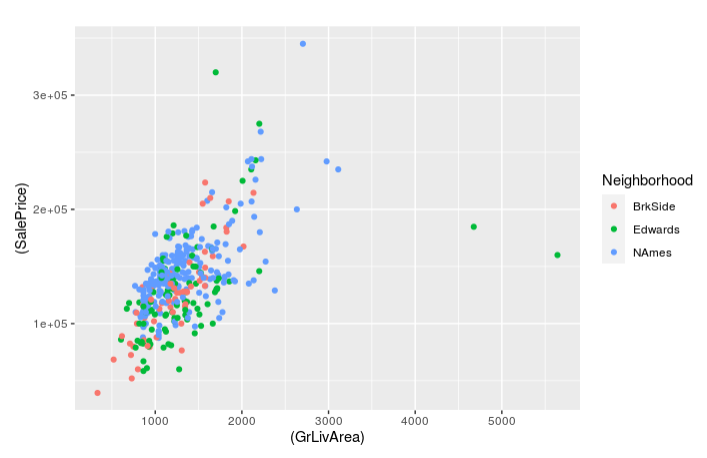 3e+05
2e+05
1e+05
(SalePrice)
1000 2000 3000 4000 5000
(GrLivArea)
Neighborhood
BrkSide
Edwards
NAmes